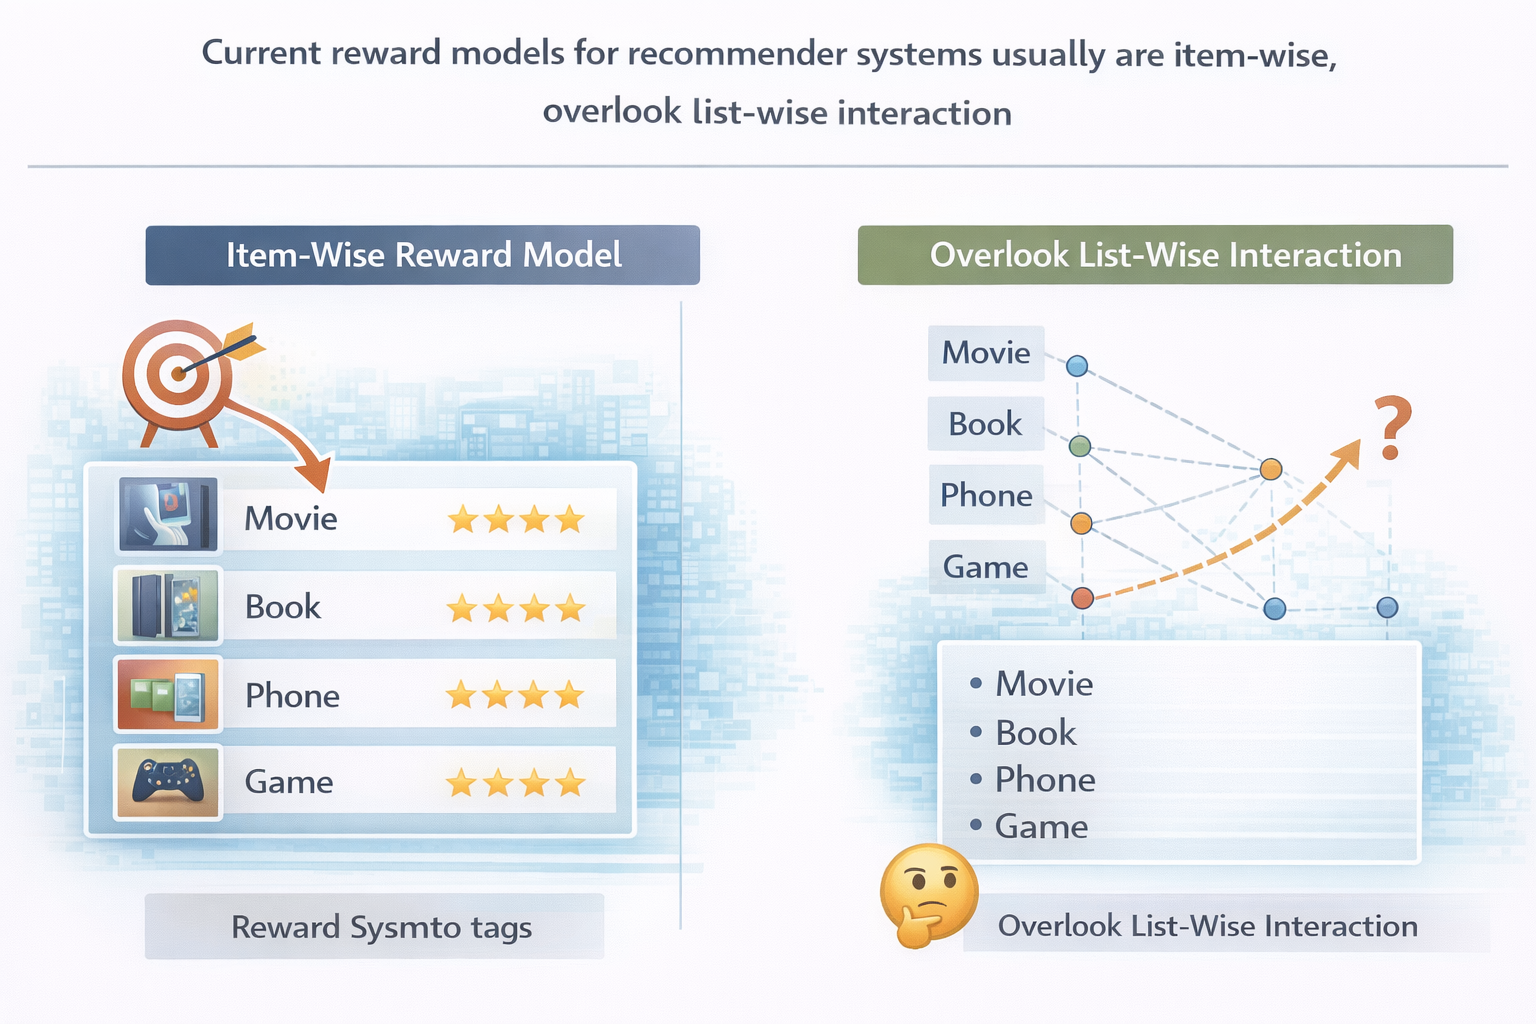 Current reward models for recommender systems usually are item-wise,
overlook list-wise interaction
Item-Wise Reward Model
Movie
Book
Phone
Game
Reward Sysmto tags
Overlook List-Wise Interaction
Movie
Book
Phone
Game
?
• Movie
• Book
• Phone
• Game
Overlook List-Wise Interaction